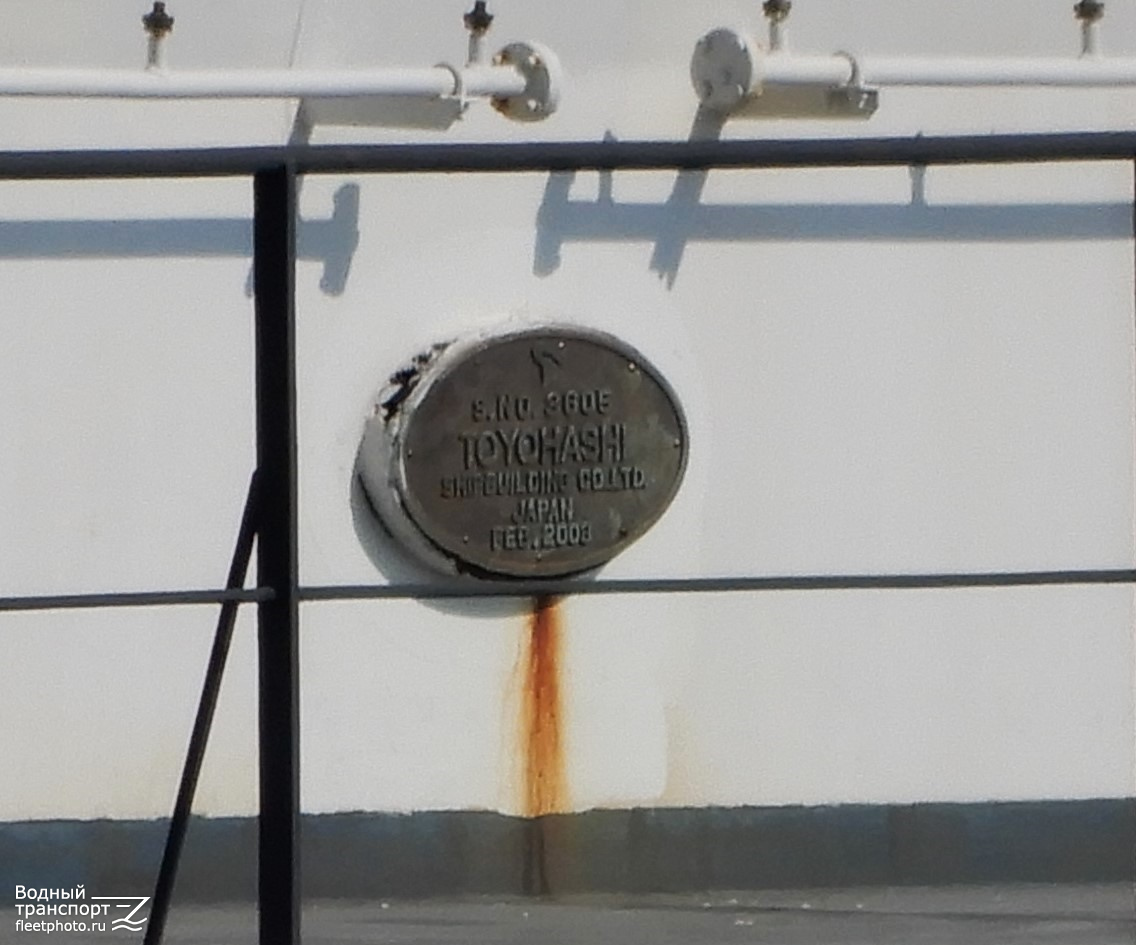 S.NO. 3605
TOYOHASHI
SHIPBUILDING CO.LTD.
JAPAN
FEB., 2003
Водный
транспорт
fleetphoto.ru